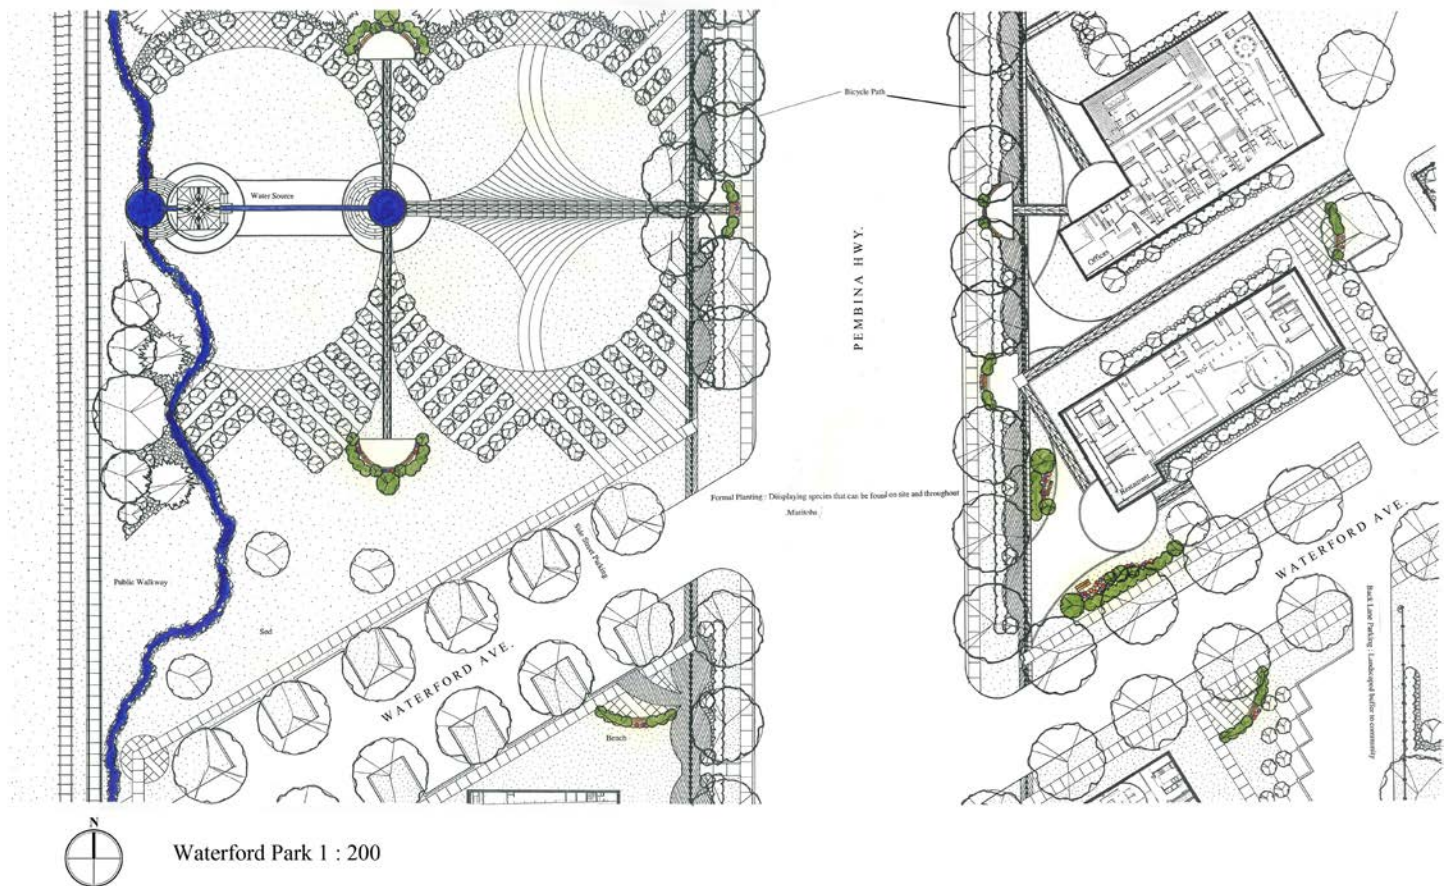 Bicycle Path
Water Source
PEMBINA HWY.
Offices
Restaurant
Formal Planting : Displaying species that can be found on site and throughout
Manitoba
Side Street Parking
Public Walkway
Sod
WATERFORD AVE.
WATERFORD AVE.
Back Lane Parking : Landscaped buffer to community
Beach
N
Waterford Park 1 : 200